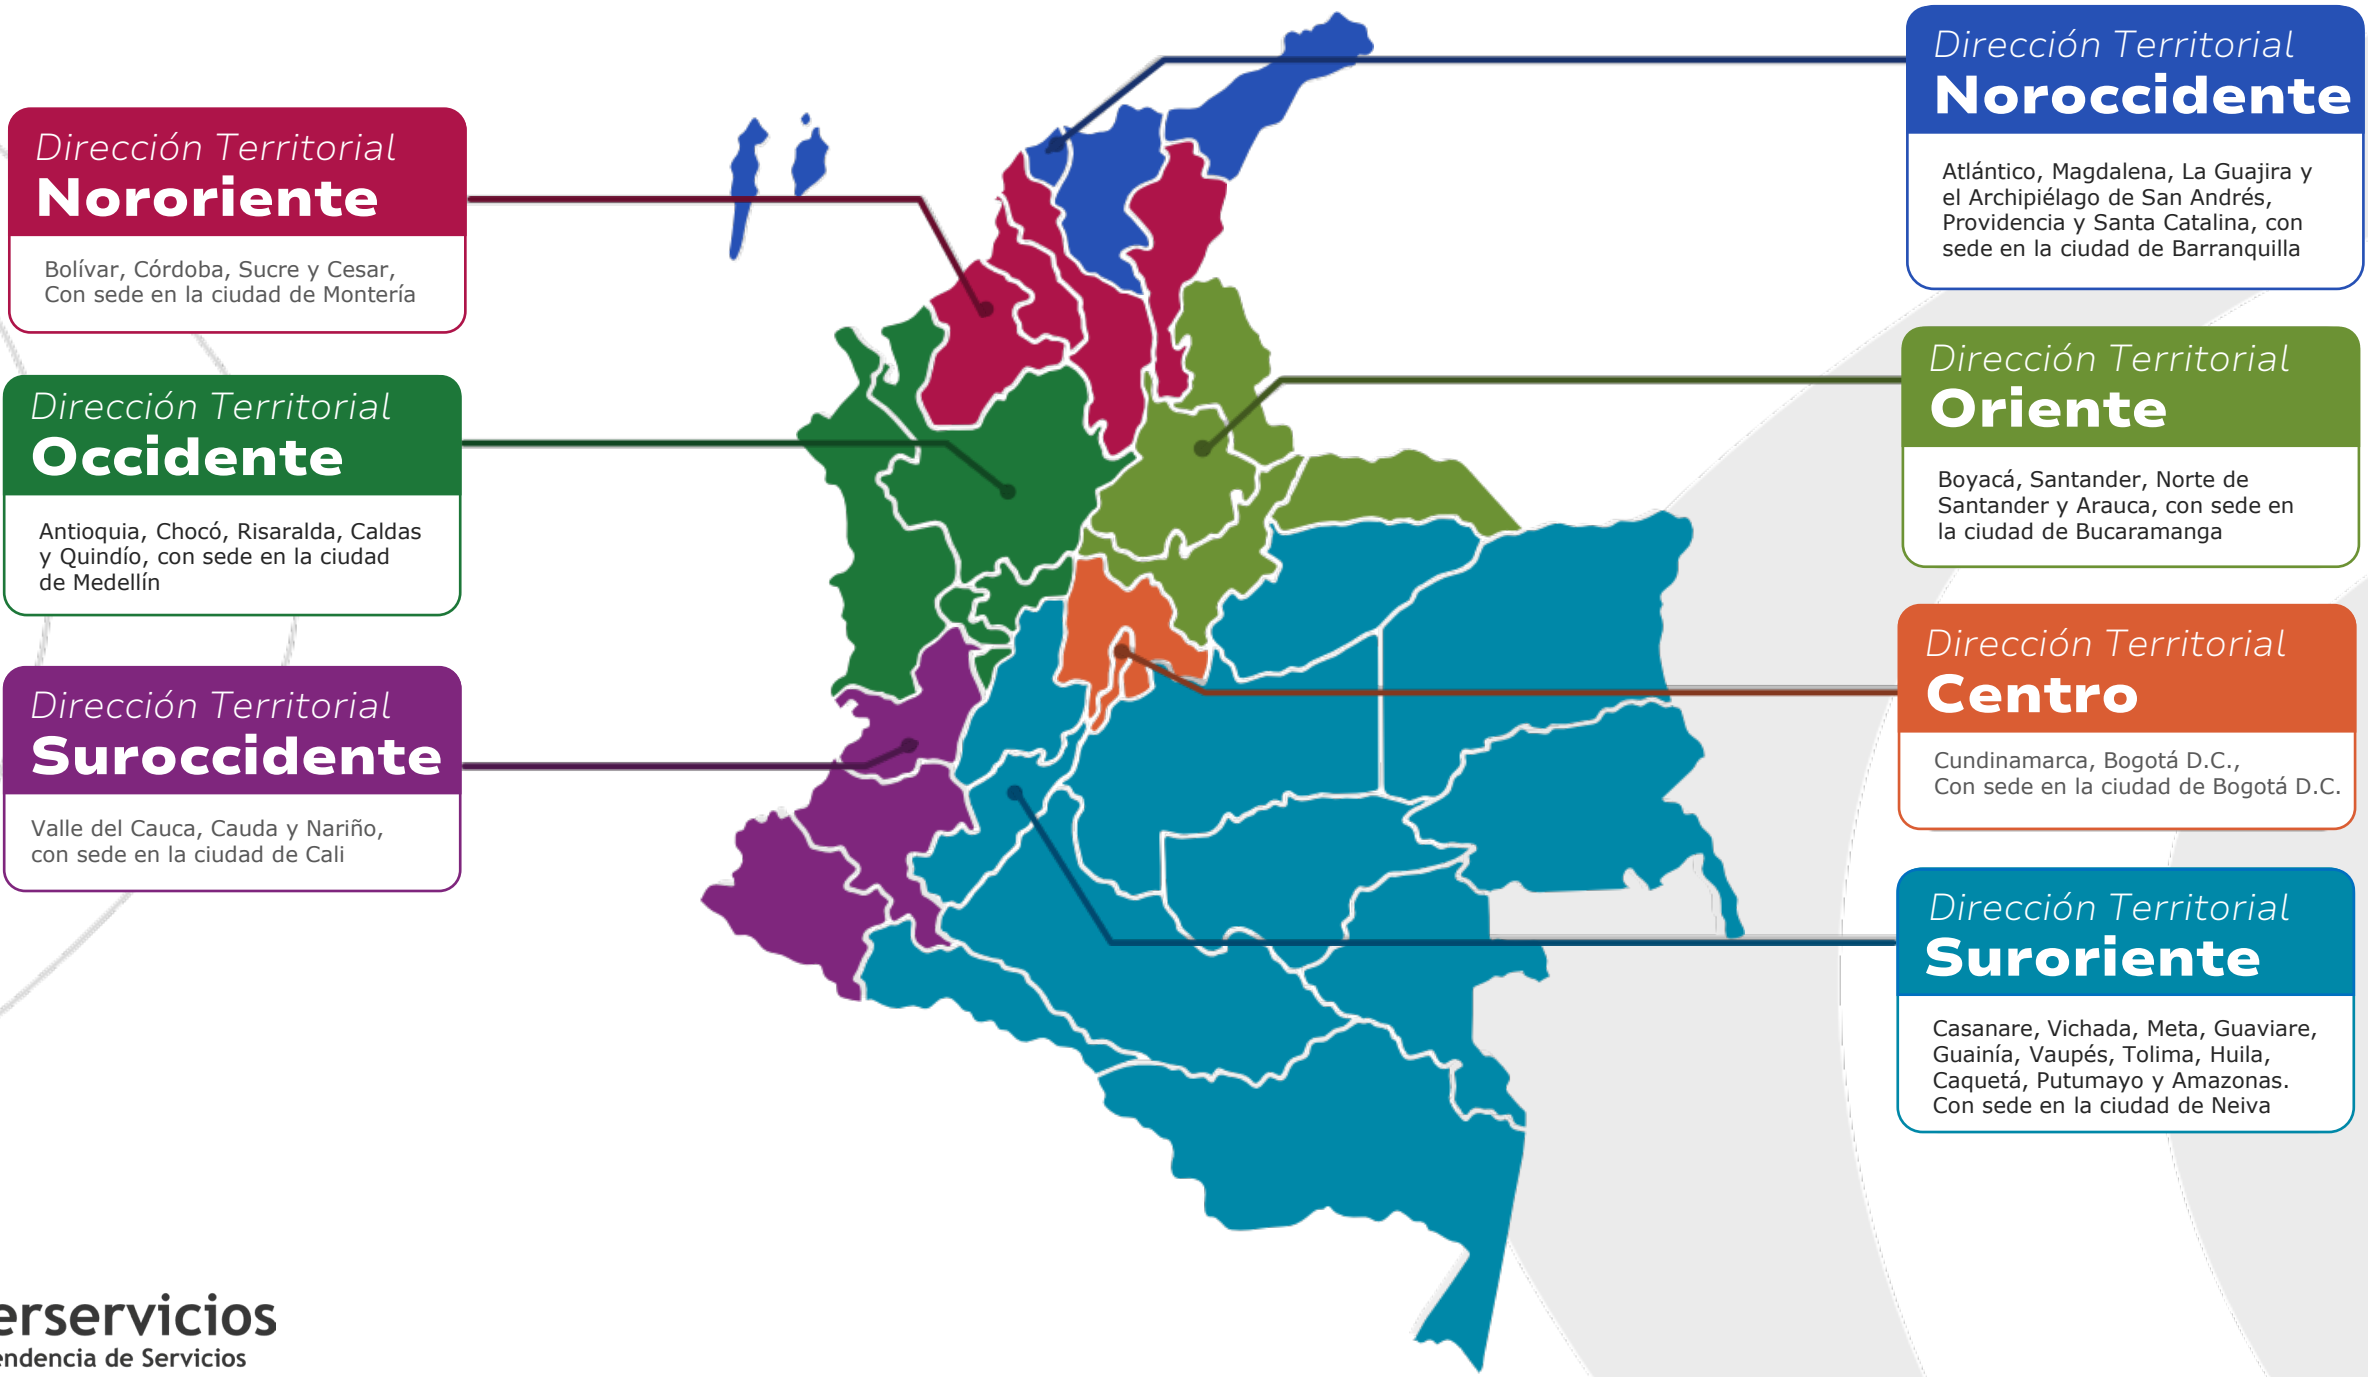 Dirección Territorial
Nororiente
Bolívar, Córdoba, Sucre y Cesar,
Con sede en la ciudad de Montería
Dirección Territorial
Occidente
Antioquia, Chocó, Risaralda, Caldas
y Quindío, con sede en la ciudad
de Medellín
Dirección Territorial
Suroccidente
Valle del Cauca, Cauda y Nariño,
con sede en la ciudad de Cali
Dirección Territorial
Noroccidente
Atlántico, Magdalena, La Guajira y
el Archipiélago de San Andrés,
Providencia y Santa Catalina, con
sede en la ciudad de Barranquilla
Dirección Territorial
Oriente
Boyacá, Santander, Norte de
Santander y Arauca, con sede en
la ciudad de Bucaramanga
Dirección Territorial
Centro
Cundinamarca, Bogotá D.C.,
Con sede en la ciudad de Bogotá D.C.
Dirección Territorial
Suroriente
Casanare, Vichada, Meta, Guaviare,
Guainía, Vaupés, Tolima, Huila,
Caquetá, Putumayo y Amazonas.
Con sede en la ciudad de Neiva
erservicios
endencia de Servicios